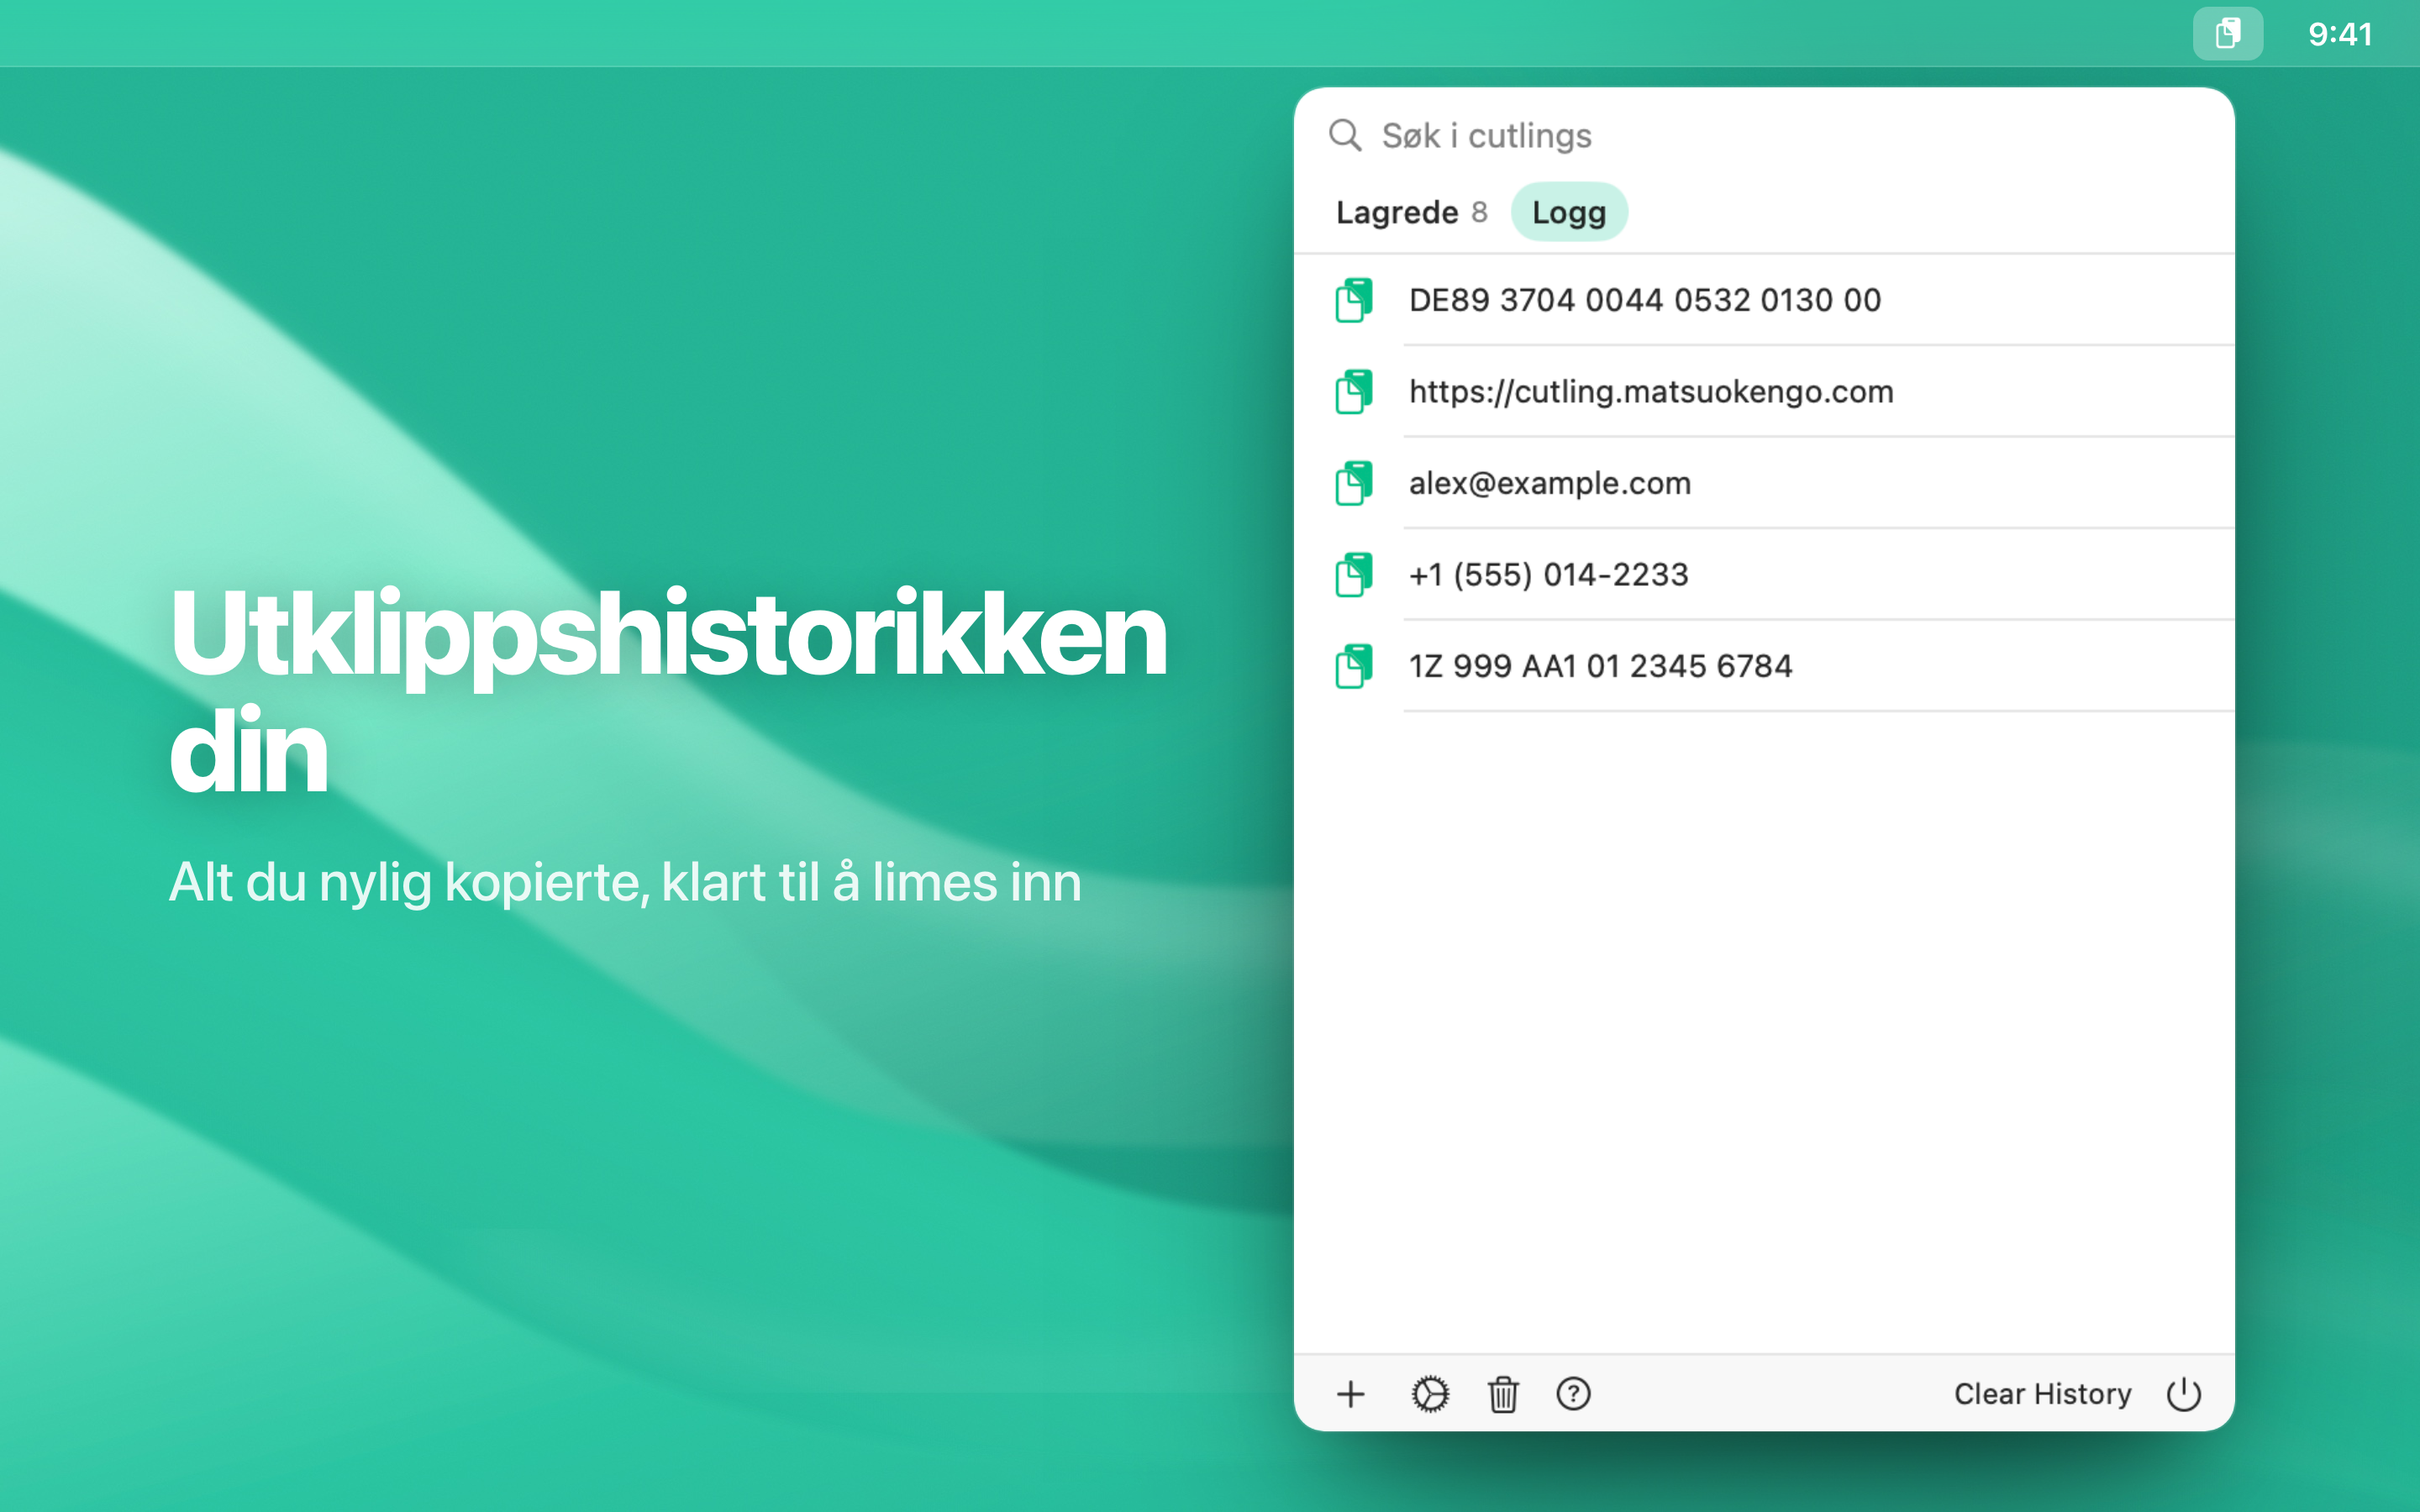 9:41
Søk i cutlings
Lagrede 8 Logg
DE89 3704 0044 0532 0130 00
https://cutling.matsuokengo.com
alex@example.com
+1 (555) 014-2233
1Z 999 AA1 01 2345 6784
Clear History
Utklippshistorikken
din
Alt du nylig kopierte, klart til å limes inn